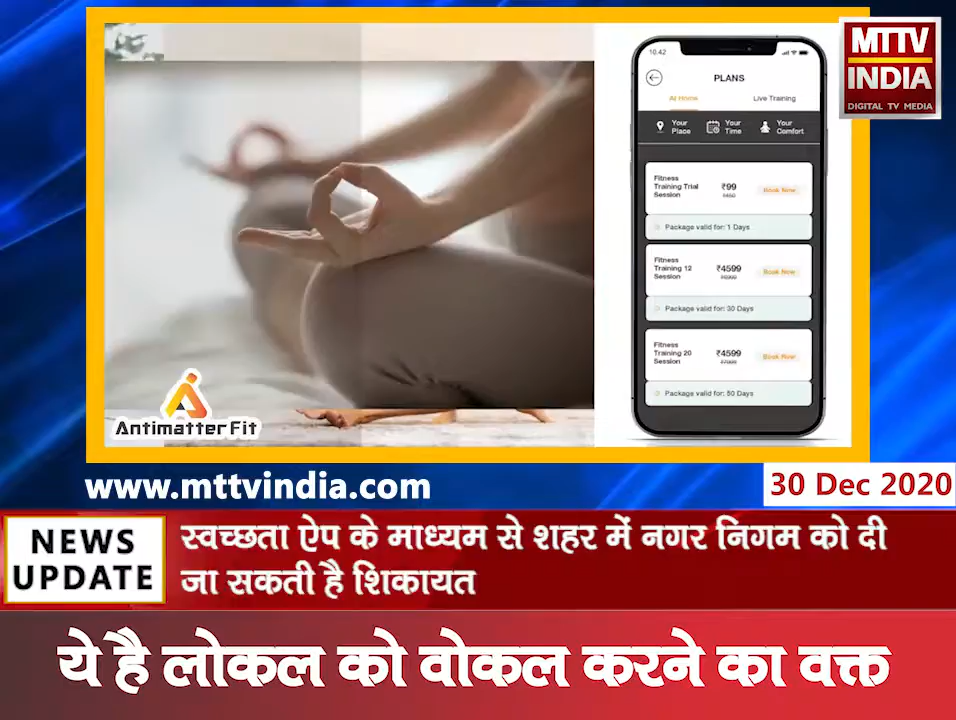 10.42
PLANS
At Home
Live Training
Your Place
Your Time
Your Comfort
Fitness Training Trial Session
₹99
Book Now
Package valid for: 1 Days
Fitness Training 12 Session
₹4599
Book Now
Package valid for: 30 Days
Fitness Training 20 Session
₹4599
Book Now
Package valid for: 50 Days
MTTV
INDIA
DIGITAL TV MEDIA
Antimatter Fit
www.mttvindia.com
30 Dec 2020
NEWS
UPDATE
स्वच्छता ऐप के माध्यम से शहर में नगर निगम को दी
जा सकती है शिकायत
ये है लोकल को वोकल करने का वक्त